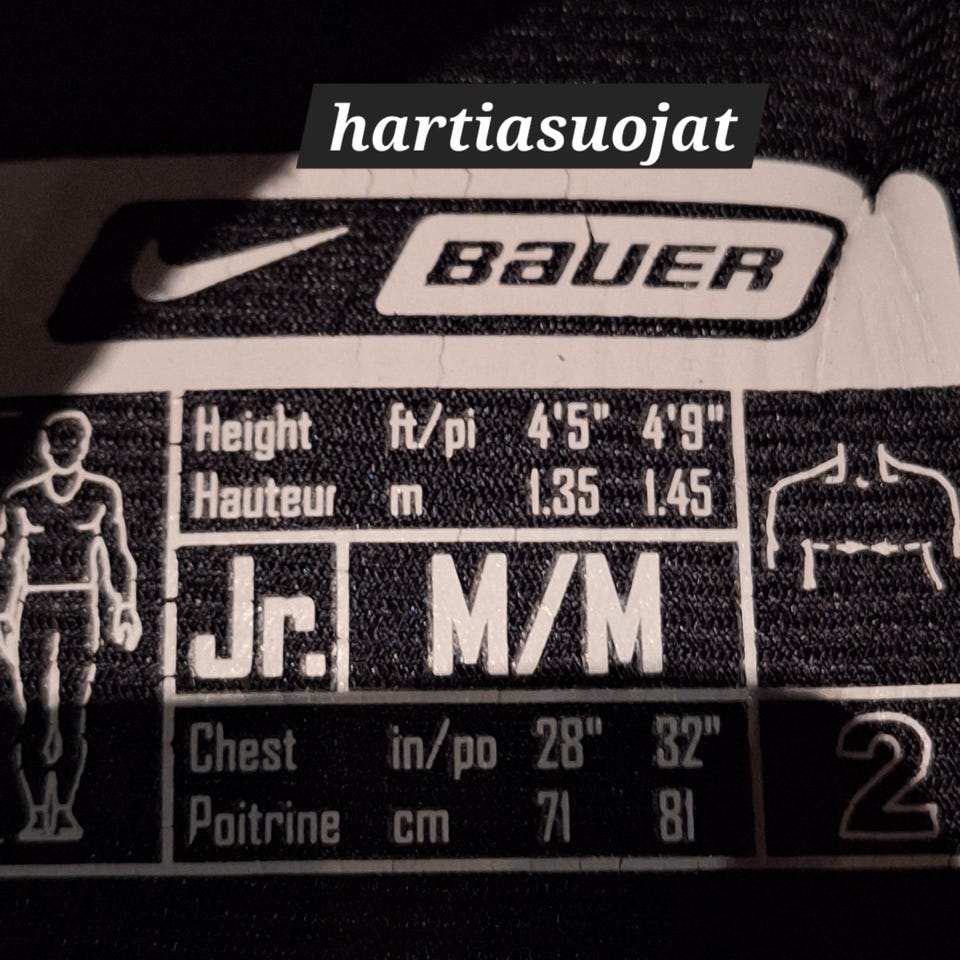 hartiasuojat
BAUER
Height ft/pi 4'5" 4'9"
Hauteur m 1.35 1.45
Jr. M/M
Chest in/po 28" 32"
Poitrine cm 71 81
2